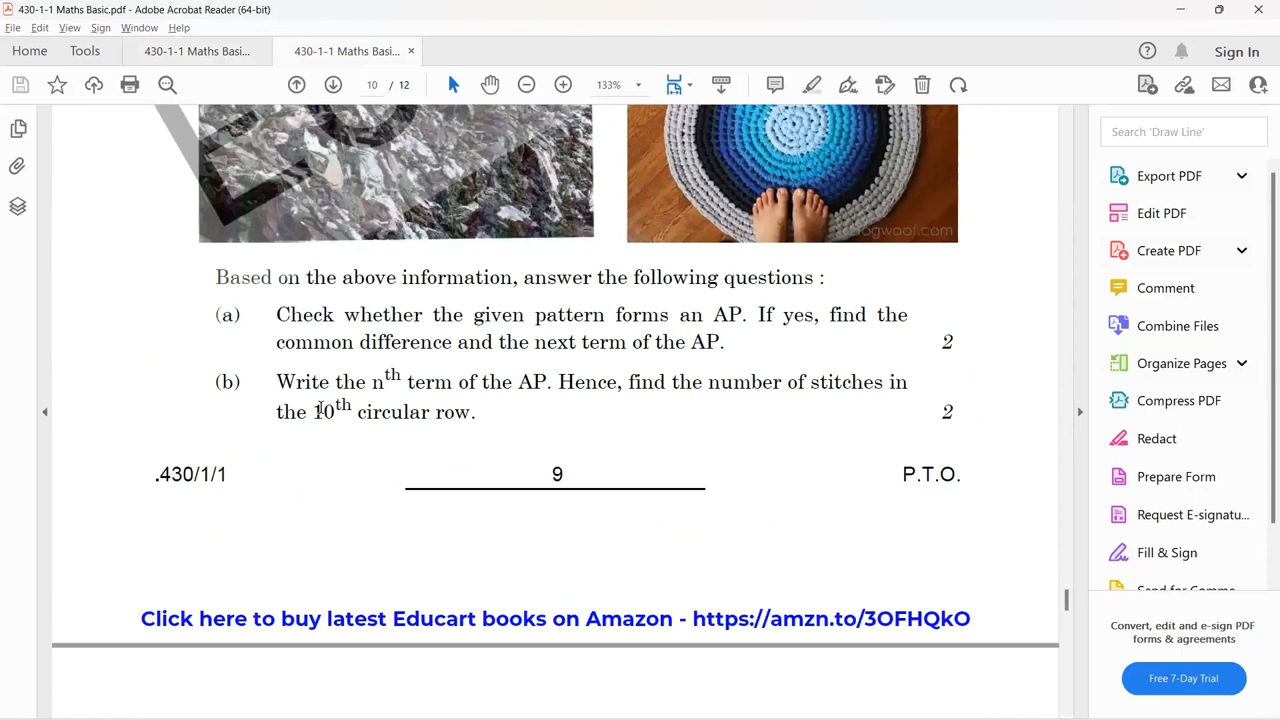 430-1-1 Maths Basic.pdf - Adobe Acrobat Reader (64-bit)
File Edit View Sign Window Help
Home Tools 430-1-1 Maths Basi... 430-1-1 Maths Basi... × Sign In
10 / 12 133%
Search 'Draw Line'
Export PDF
Edit PDF
Create PDF
Comment
Combine Files
Organize Pages
Compress PDF
Redact
Prepare Form
Request E-signatu...
Fill & Sign
Convert, edit and e-sign PDF
forms & agreements
Free 7-Day Trial
Based on the above information, answer the following questions :
(a) Check whether the given pattern forms an AP. If yes, find the
common difference and the next term of the AP. 2
(b) Write the nth term of the AP. Hence, find the number of stitches in
the 10th circular row. 2
.430/1/1 9 P.T.O.
Click here to buy latest Educart books on Amazon - https://amzn.to/3OFHQkO